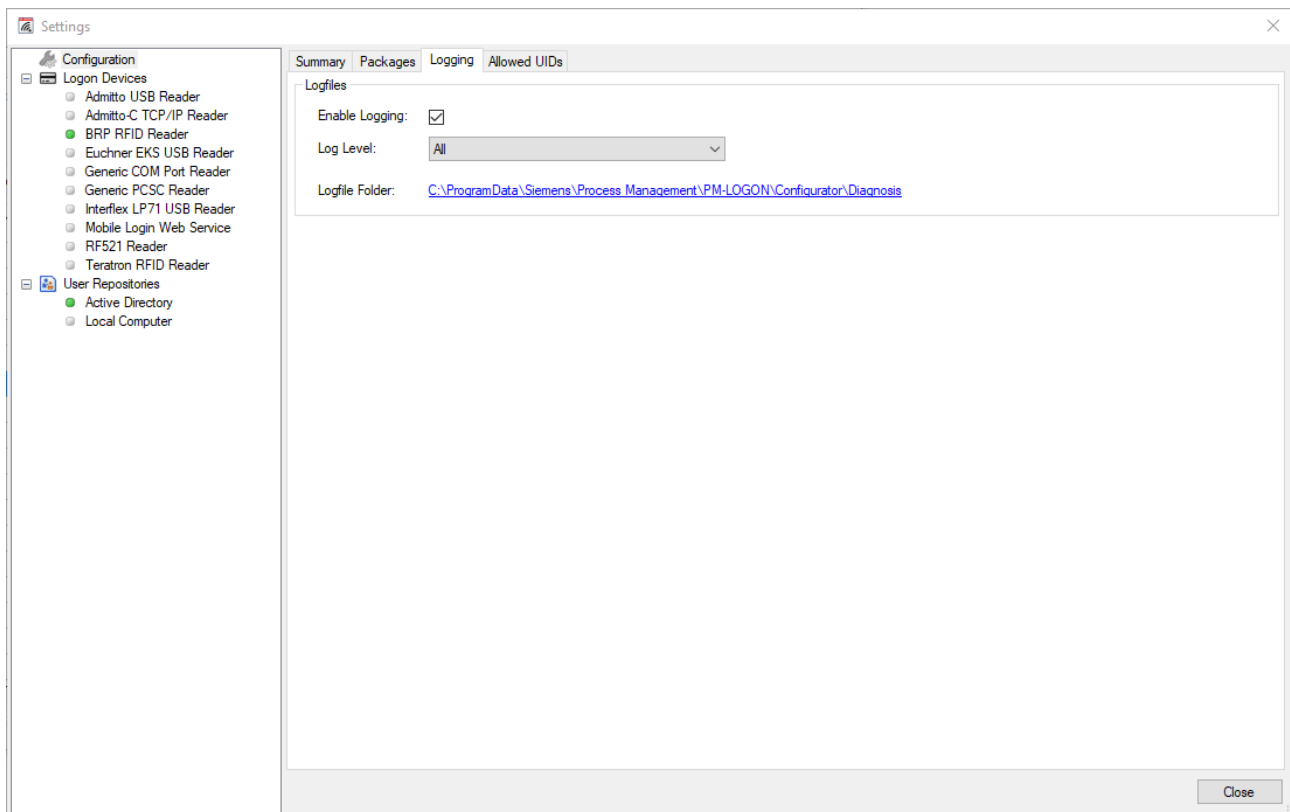 Settings
Configuration
Logon Devices
Admitto USB Reader
Admitto-C TCP/IP Reader
BRP RFID Reader
Euchner EKS USB Reader
Generic COM Port Reader
Generic PCSC Reader
Interflex LP71 USB Reader
Mobile Login Web Service
RF521 Reader
Teratron RFID Reader
User Repositories
Active Directory
Local Computer
Summary Packages Logging Allowed UIDs
Logfiles
Enable Logging:
Log Level: All
Logfile Folder: C:\ProgramData\Siemens\Process Management\PM-LOGON\Configurator\Diagnosis
Close